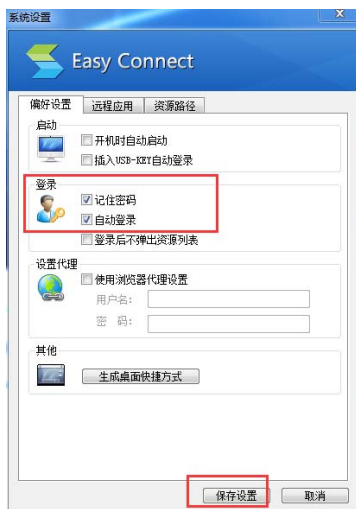 系统设置
Easy Connect
偏好设置 远程应用 资源路径
启动
开机时自动启动
插入USB-KEY自动登录
登录
记住密码
自动登录
登录后不弹出资源列表
设置代理
使用浏览器代理设置
用户名:
密 码:
其他
生成桌面快捷方式
保存设置 取消